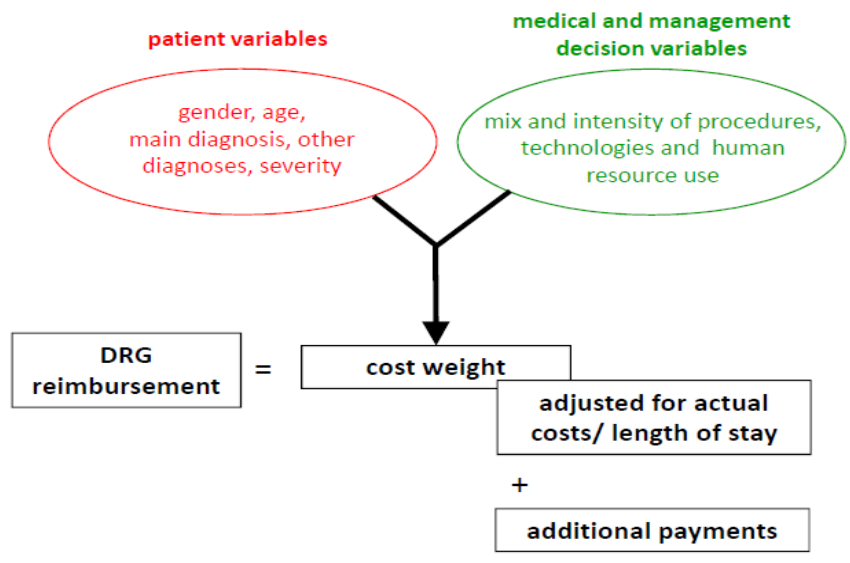 patient variables
medical and management
decision variables
gender, age,
main diagnosis, other
diagnoses, severity
mix and intensity of procedures,
technologies and human
resource use
DRG
reimbursement
=
cost weight
adjusted for actual
costs/ length of stay
+
additional payments